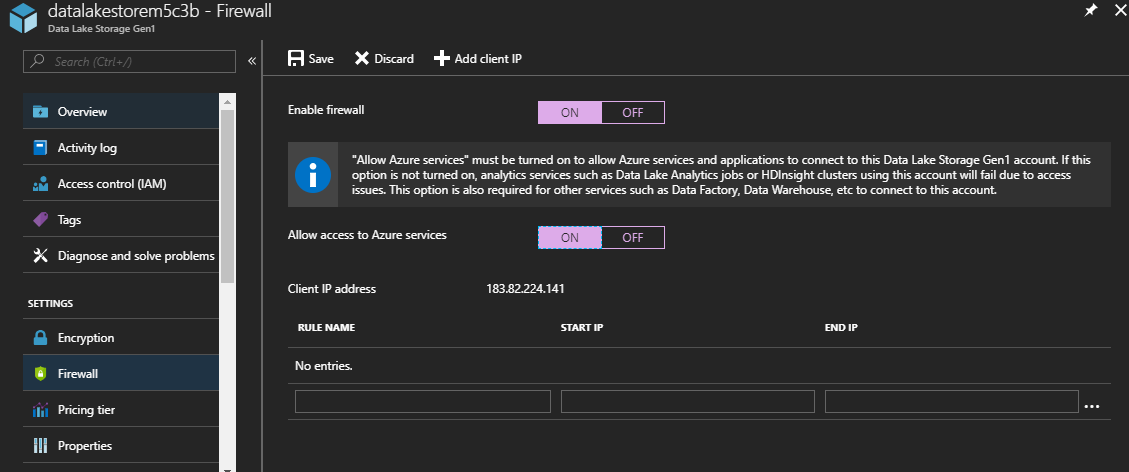 datalakestorem5c3b - Firewall
Data Lake Storage Gen1
Search (Ctrl+/)
Overview
Activity log
Access control (IAM)
Tags
Diagnose and solve problems
SETTINGS
Encryption
Firewall
Pricing tier
Properties
Save Discard Add client IP
Enable firewall ON OFF
"Allow Azure services" must be turned on to allow Azure services and applications to connect to this Data Lake Storage Gen1 account. If this
option is not turned on, analytics services such as Data Lake Analytics jobs or HDInsight clusters using this account will fail due to access
issues. This option is also required for other services such as Data Factory, Data Warehouse, etc to connect to this account.
Allow access to Azure services ON OFF
Client IP address 183.82.224.141
RULE NAME START IP END IP
No entries.